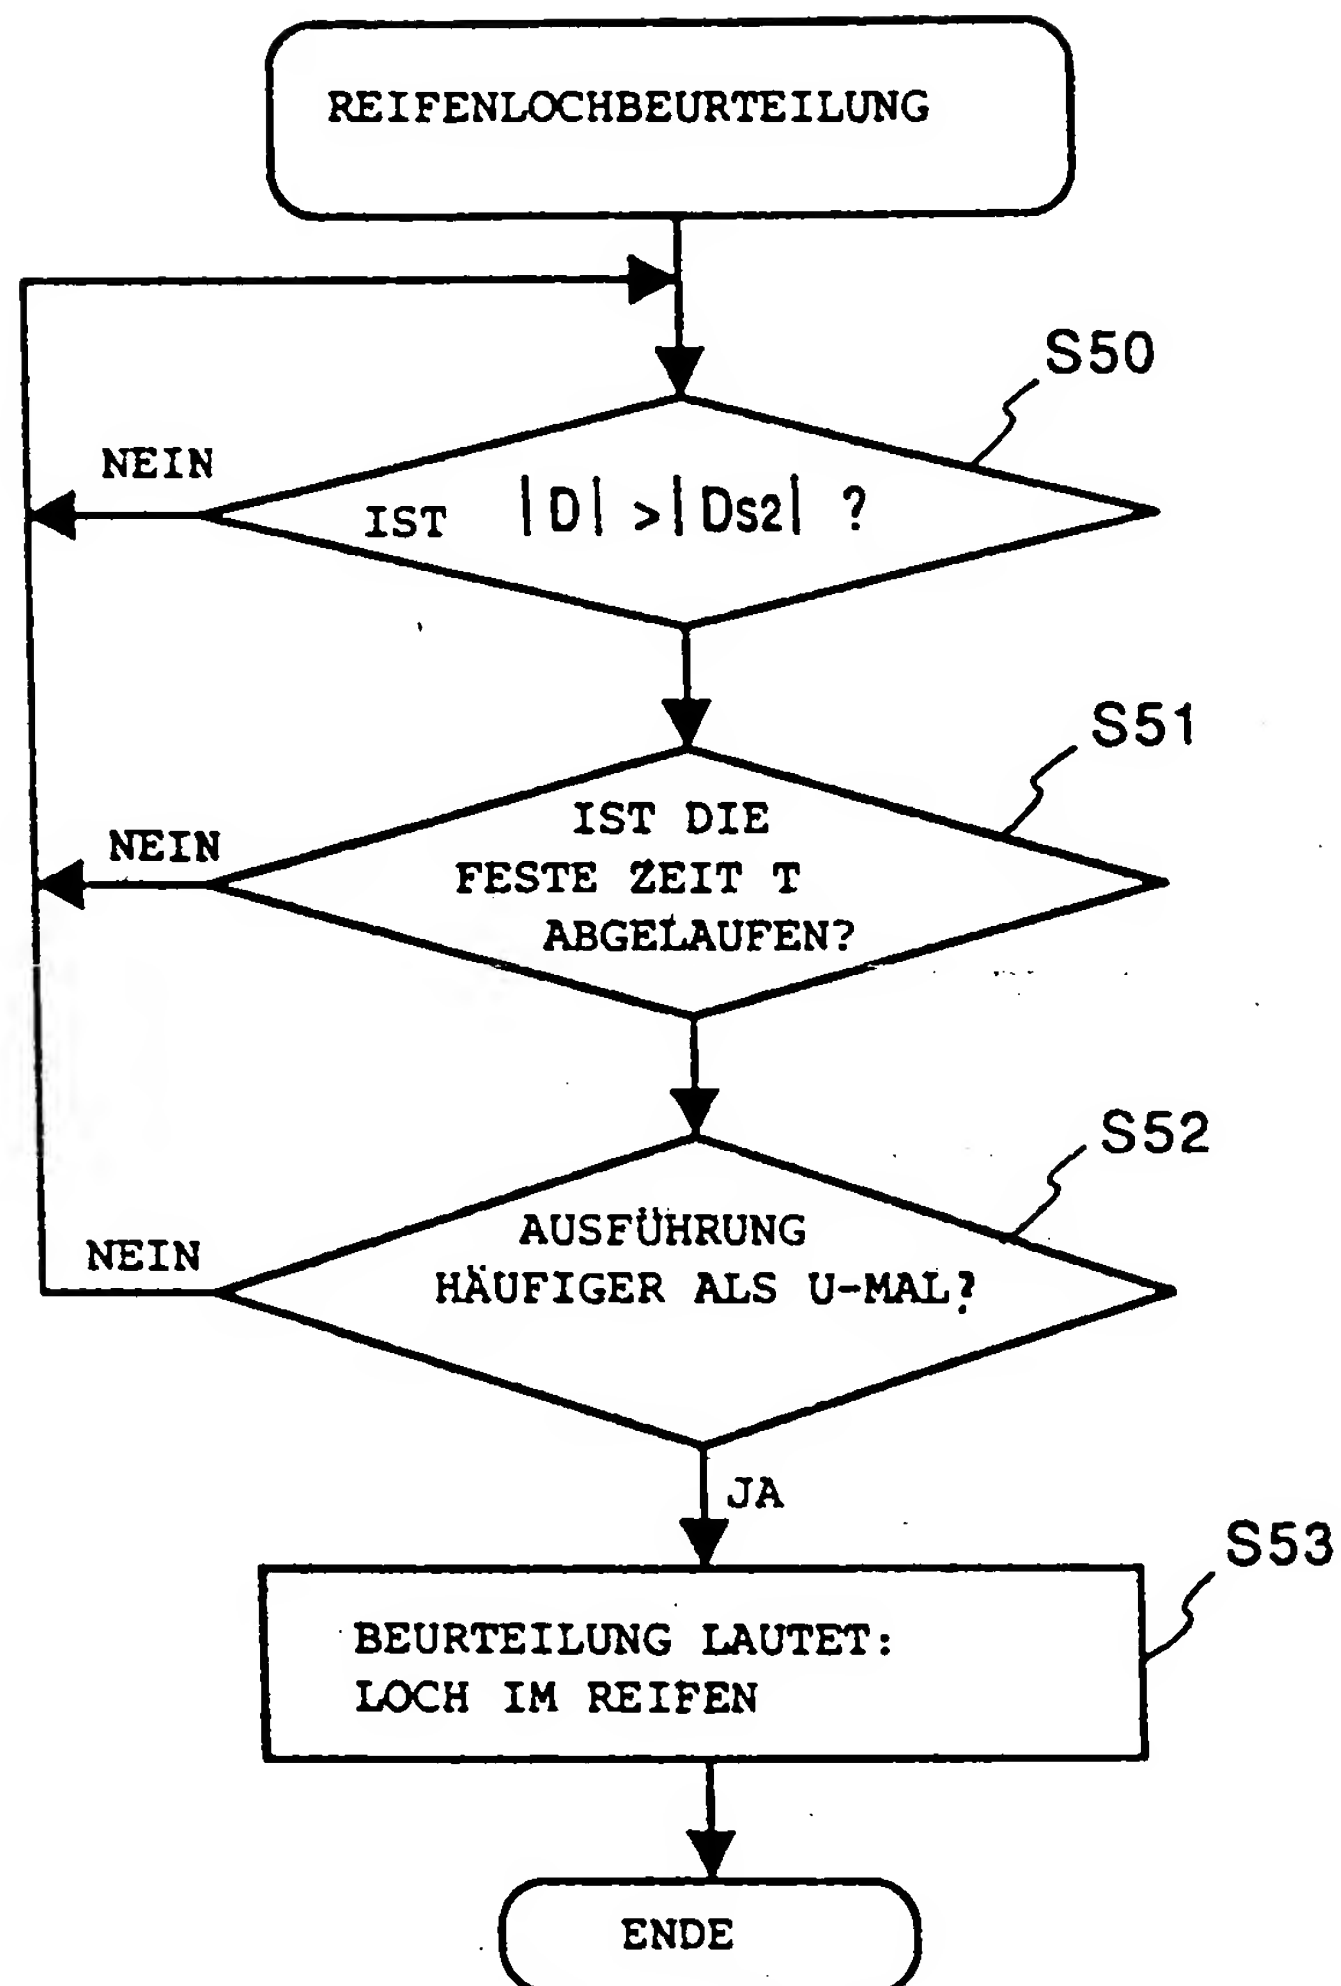 REIFENLOCHBEURTEILUNG
S50
NEIN
IST |D| >|Ds2| ?
S51
NEIN
IST DIE
FESTE ZEIT T
ABGELAUFEN?
S52
NEIN
AUSFÜHRUNG
HÄUFIGER ALS U-MAL?
JA
S53
BEURTEILUNG LAUTET:
LOCH IM REIFEN
ENDE